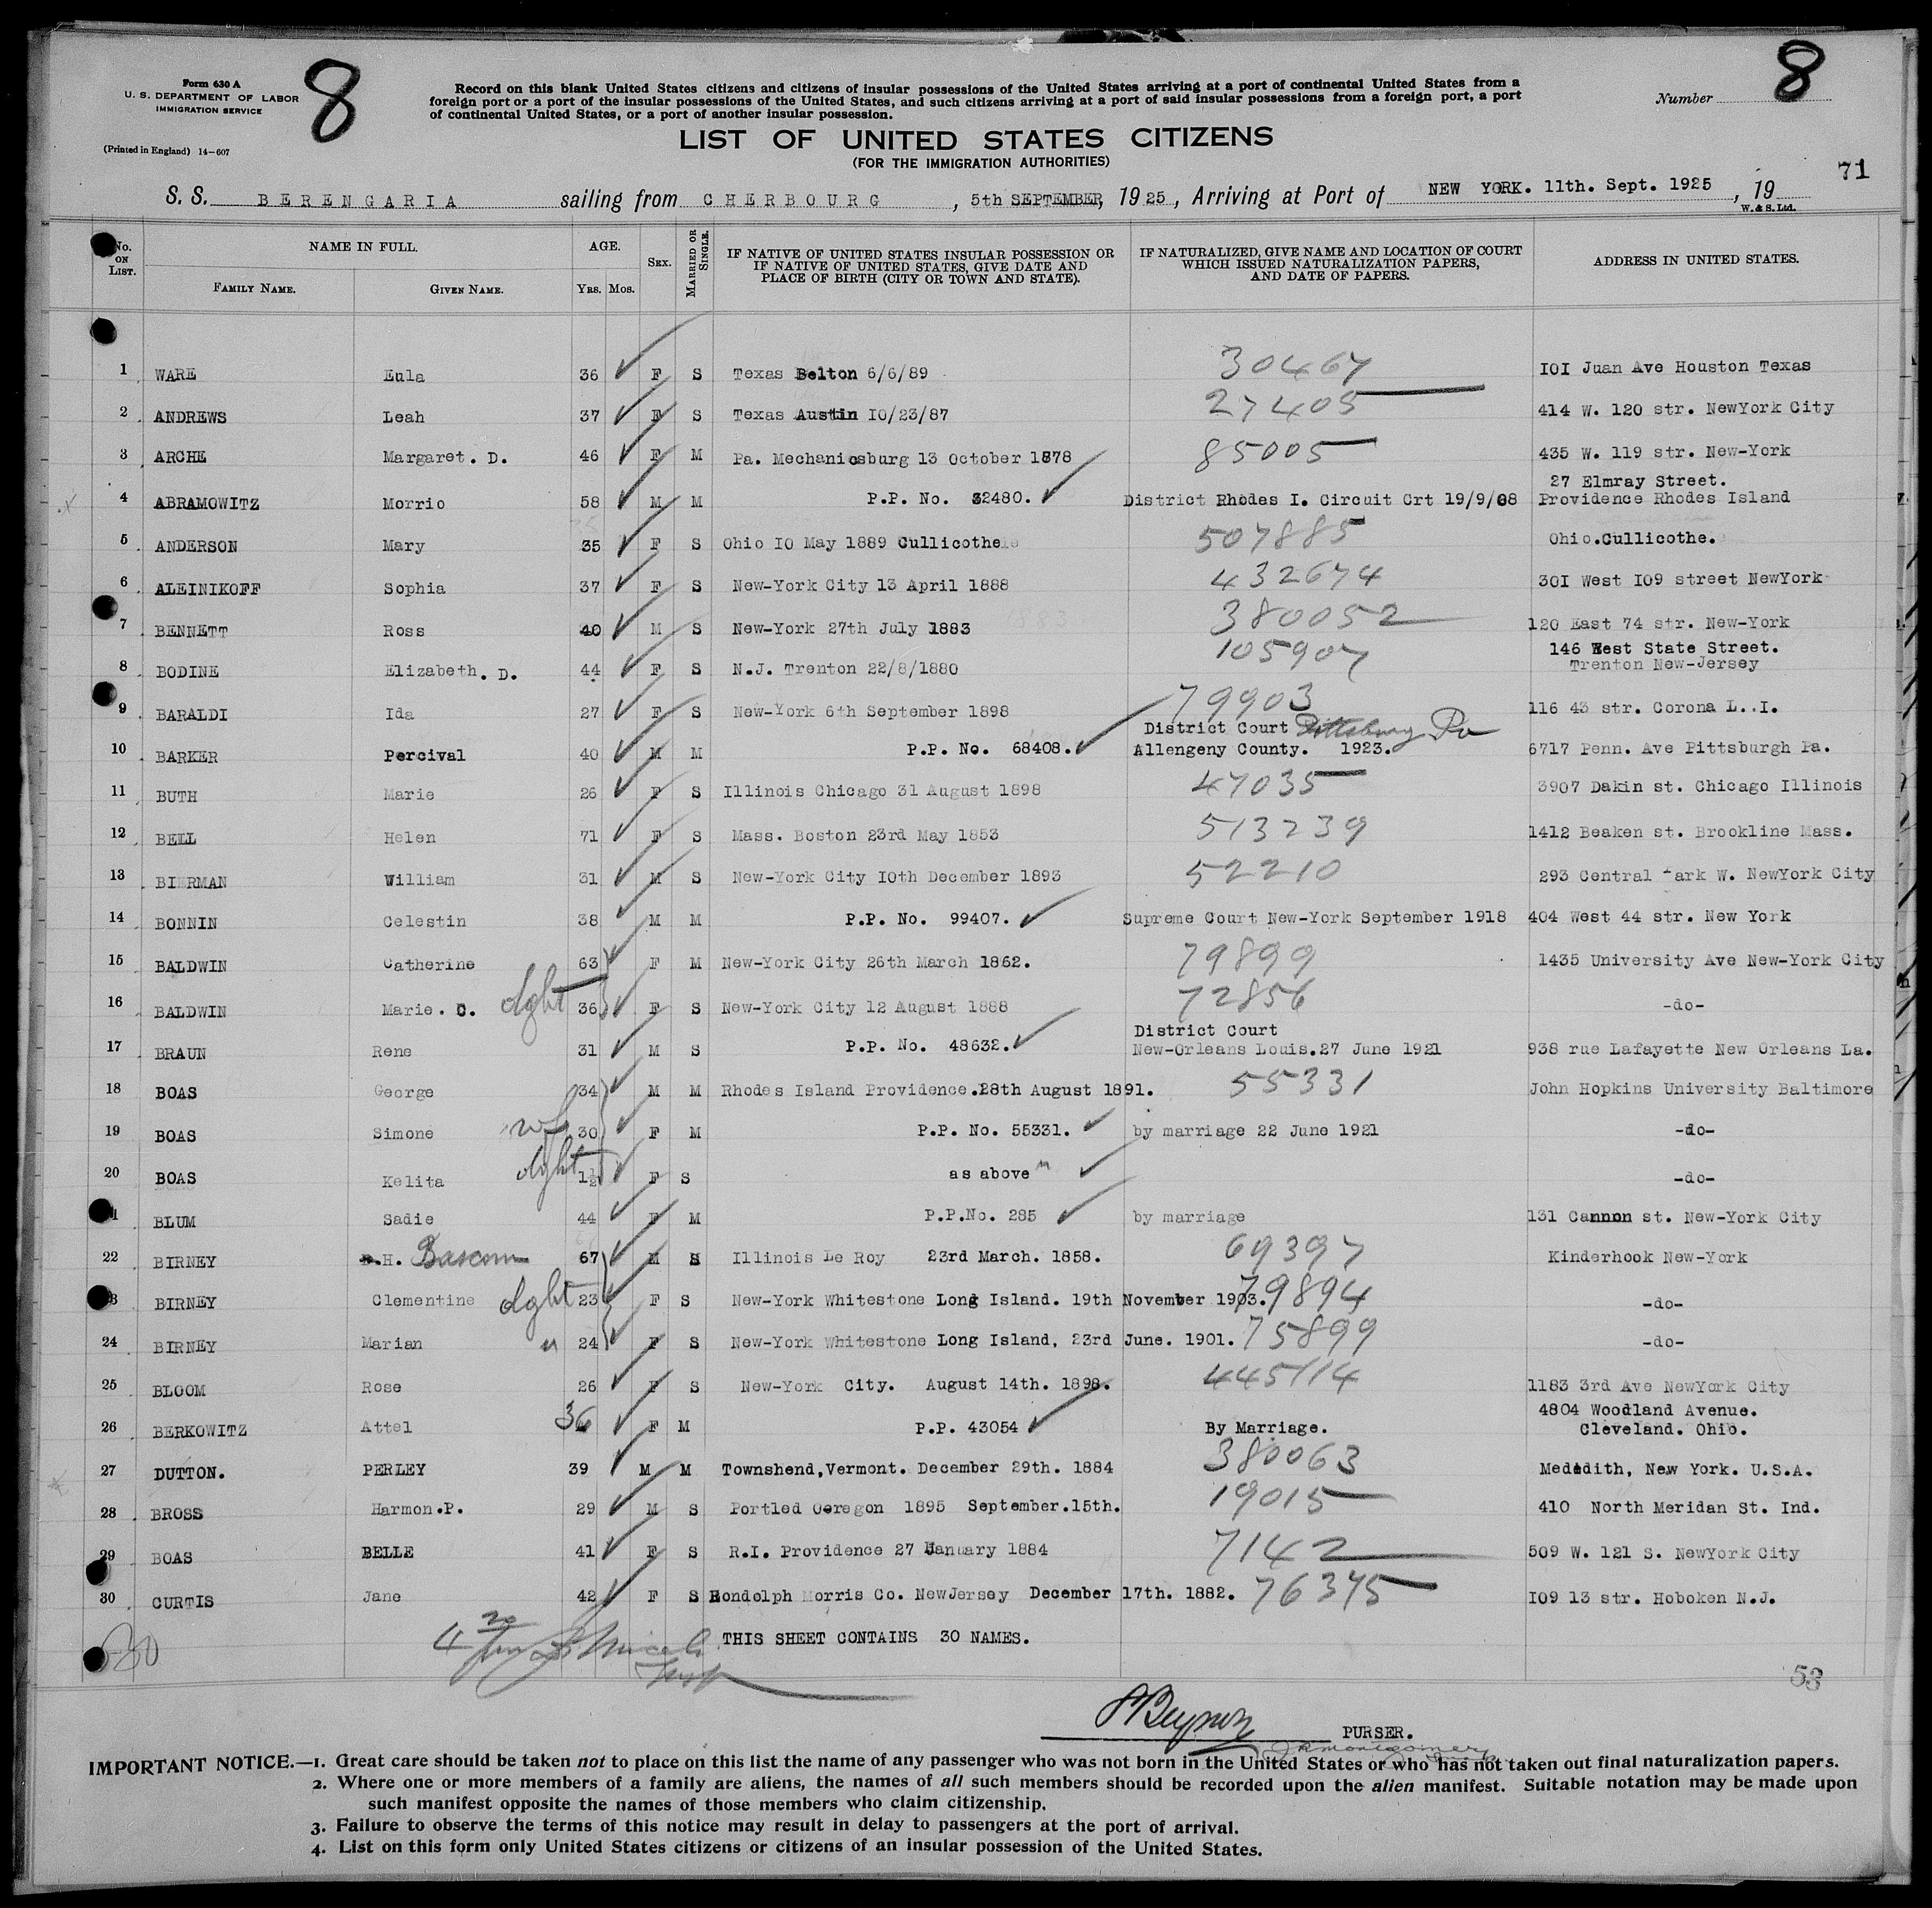 Form 630 A
U. S. DEPARTMENT OF LABOR
IMMIGRATION SERVICE
(Printed in England) 14—607
8
Record on this blank United States citizens and citizens of insular possessions of the United States arriving at a port of continental United States from a
foreign port or a port of the insular possessions of the United States, and such citizens arriving at a port of said insular possessions from a foreign port, a port
of continental United States, or a port of another insular possession.
Number 8
LIST OF UNITED STATES CITIZENS
(FOR THE IMMIGRATION AUTHORITIES)
71
S. S. BERENGARIA sailing from CHERBOURG, 5th SEPTEMBER, 1925, Arriving at Port of NEW YORK. 11th. Sept. 1925, 19
W. & S. Ltd.
No. ON LIST. NAME IN FULL. AGE. SEX. MARRIED OR SINGLE. IF NATIVE OF UNITED STATES INSULAR POSSESSION OR IF NATIVE OF UNITED STATES, GIVE DATE AND PLACE OF BIRTH (CITY OR TOWN AND STATE). IF NATURALIZED, GIVE NAME AND LOCATION OF COURT WHICH ISSUED NATURALIZATION PAPERS, AND DATE OF PAPERS. ADDRESS IN UNITED STATES.
FAMILY NAME. GIVEN NAME. YRS. MOS.
1 WARE Eula 36 F S Texas Belton 6/6/89 30467 101 Juan Ave Houston Texas
2 ANDREWS Leah 37 F S Texas Austin 10/23/87 27405 414 W. 120 str. NewYork City
3 ARCHE Margaret. D. 46 F M Pa. Mechanicsburg 13 October 1878 85005 435 W. 119 str. New-York
27 Elmray Street.
4 ABRAMOWITZ Morrio 58 M M P.P. No. 32480. District Rhodes I. Circuit Crt 19/9/08 Providence Rhodes Island
5 ANDERSON Mary 35 F S Ohio 10 May 1889 Cullicothe 507885 Ohio.Cullicothe.
6 ALEINIKOFF Sophia 37 F S New-York City 13 April 1888 432674 301 West 109 street NewYork
7 BENNETT Ross 40 M S New-York 27th July 1883 380052 120 East 74 str. New-York
146 West State Street.
8 BODINE Elizabeth. D. 44 F S N.J. Trenton 22/8/1880 105907 Trenton New-Jersey
9 BARALDI Ida 27 F S New-York 6th September 1898 79903 116 43 str. Corona L..I.
District Court Pittsburg Pa
10 BARKER Percival 40 M M P.P. No. 68408. Allengeny County. 1923. 6717 Penn. Ave Pittsburgh Pa.
11 BUTH Marie 26 F S Illinois Chicago 31 August 1898 47035 3907 Dakin st. Chicago Illinois
12 BELL Helen 71 F S Mass. Boston 23rd May 1853 513239 1412 Beaken st. Brookline Mass.
13 BIERMAN William 31 M S New-York City 10th December 1893 52210 293 Central Park W. NewYork City
14 BONNIN Celestin 38 M M P.P. No. 99407. Supreme Court New-York September 1918 404 West 44 str. New York
15 BALDWIN Catherine 63 F M New-York City 26th March 1862. 79899 1435 University Ave New-York City
16 BALDWIN Marie. C. dght 36 F S New-York City 12 August 1888 72856 -do-
District Court
17 BRAUN Rene 31 M S P.P. No. 48632. New-Orleans Louis.27 June 1921 938 rue Lafayette New Orleans La.
18 BOAS George 34 M M Rhodes Island Providence.28th August 1891. 55331 John Hopkins University Baltimore
19 BOAS Simone wf 30 F M P.P. No. 55331. by marriage 22 June 1921 -do-
20 BOAS Kelita dght 1½ F S as above -do-
21 BLUM Sadie 44 F M P.P.No. 285 by marriage 131 Cannon st. New-York City
22 BIRNEY H. Bascom 67 M S Illinois Le Roy 23rd March. 1858. 69397 Kinderhook New-York
23 BIRNEY Clementine dght 23 F S New-York Whitestone Long Island. 19th November 1903. 79894 -do-
24 BIRNEY Marian " 24 F S New-York Whitestone Long Island, 23rd June. 1901. 75899 -do-
25 BLOOM Rose 26 F S New-York City. August 14th. 1898. 445114 1183 3rd Ave NewYork City
4804 Woodland Avenue.
26 BERKOWITZ Attel 36 F M P.P. 43054 By Marriage. Cleveland. Ohio.
27 DUTTON. PERLEY 39 M M Townshend,Vermont. December 29th. 1884 380063 Mededith, New York. U.S.A.
28 BROSS Harmon.P. 29 M S Portled Oeregon 1895 September.15th. 19015 410 North Meridan St. Ind.
29 BOAS BELLE 41 F S R.I. Providence 27 January 1884 7142 509 W. 121 S. NewYork City
30 CURTIS Jane 42 F S Rondolph Morris Co. NewJersey December 17th. 1882. 76375 109 13 str. Hoboken N.J.
THIS SHEET CONTAINS 30 NAMES.
30
53
PURSER.
IMPORTANT NOTICE.—1. Great care should be taken not to place on this list the name of any passenger who was not born in the United States or who has not taken out final naturalization papers.
2. Where one or more members of a family are aliens, the names of all such members should be recorded upon the alien manifest. Suitable notation may be made upon
such manifest opposite the names of those members who claim citizenship.
3. Failure to observe the terms of this notice may result in delay to passengers at the port of arrival.
4. List on this form only United States citizens or citizens of an insular possession of the United States.